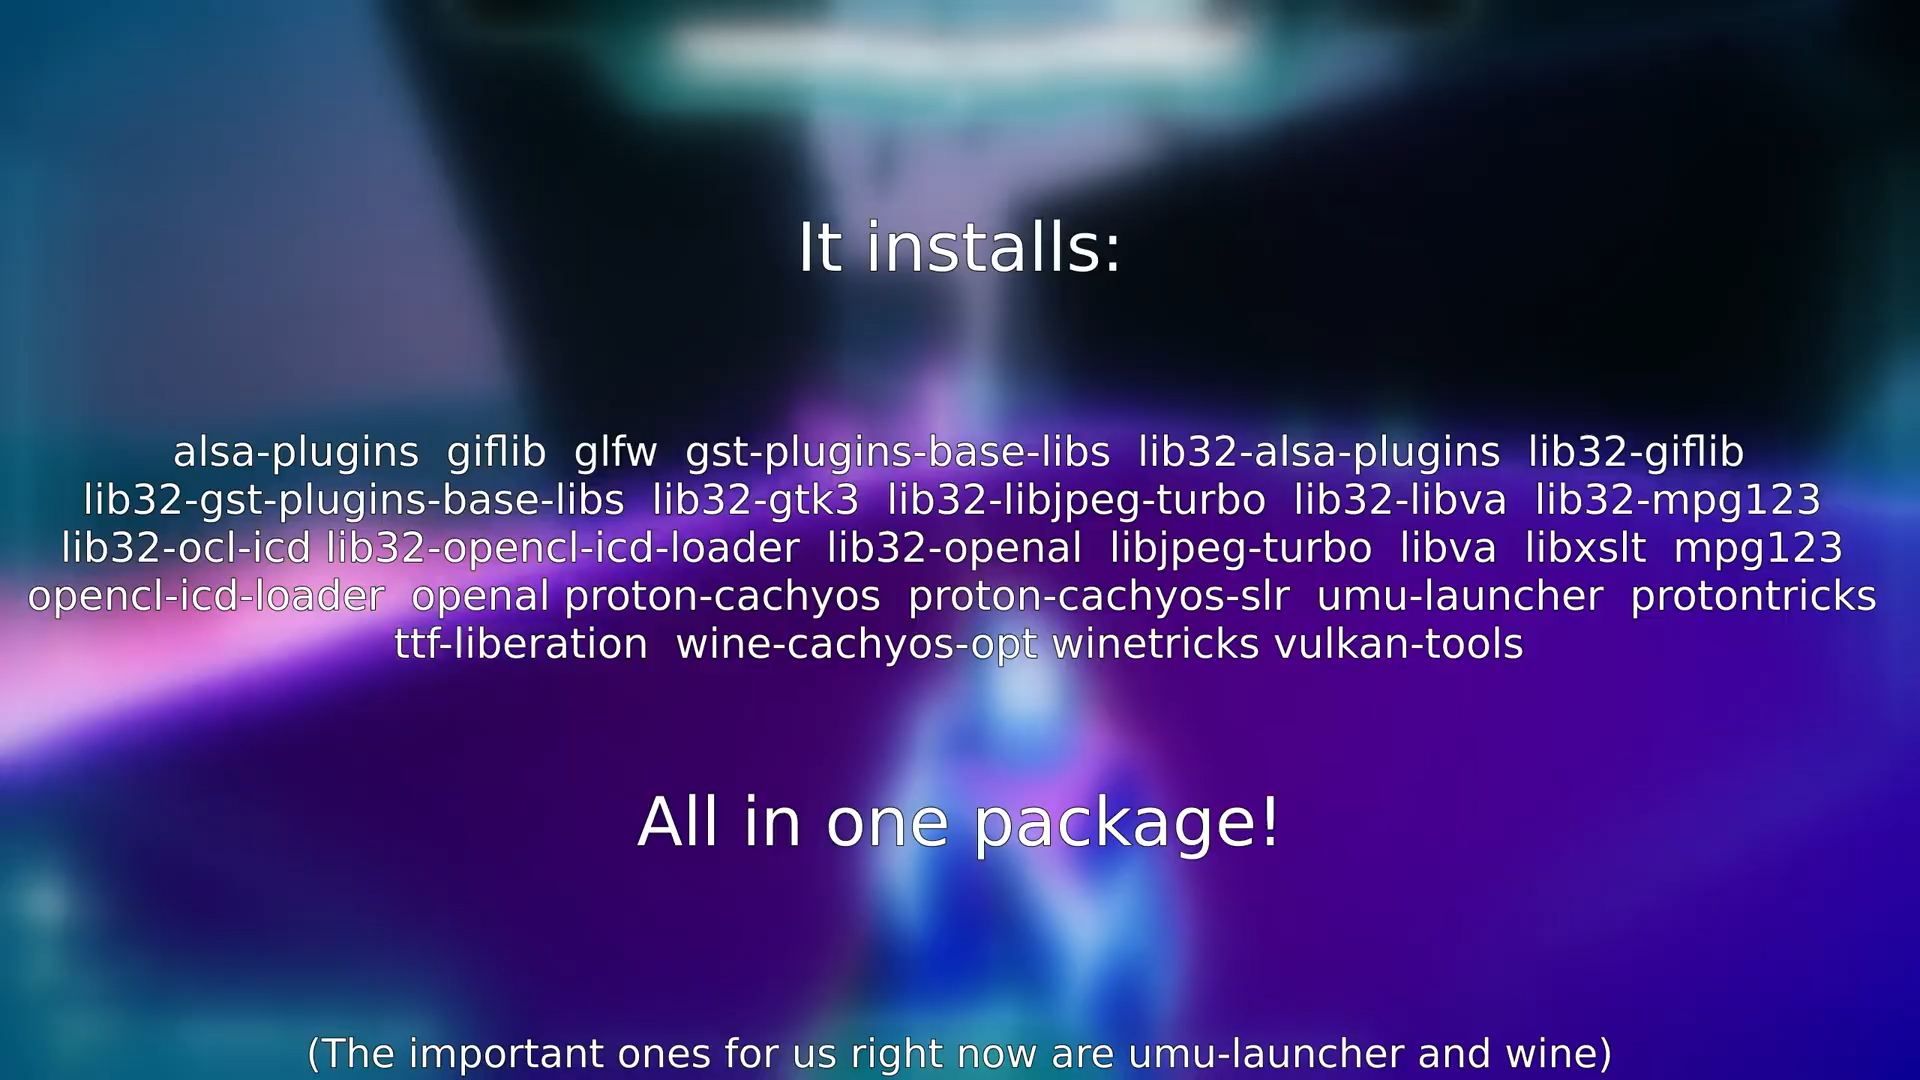 It installs:
alsa-plugins  giflib  glfw  gst-plugins-base-libs  lib32-alsa-plugins  lib32-giflib
lib32-gst-plugins-base-libs  lib32-gtk3  lib32-libjpeg-turbo  lib32-libva  lib32-mpg123
lib32-ocl-icd lib32-opencl-icd-loader  lib32-openal  libjpeg-turbo  libva  libxslt  mpg123
opencl-icd-loader  openal proton-cachyos  proton-cachyos-slr  umu-launcher  protontricks
ttf-liberation  wine-cachyos-opt winetricks vulkan-tools
All in one package!
(The important ones for us right now are umu-launcher and wine)